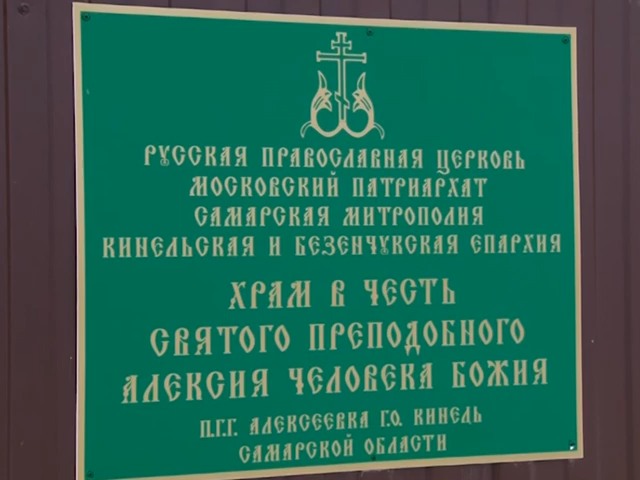 РУССКАЯ ПРАВОСЛАВНАЯ ЦЕРКОВЬ
МОСКОВСКИЙ ПАТРИАРХАТ
САМАРСКАЯ МИТРОПОЛИЯ
КИНЕЛЬСКАЯ И БЕЗЕНЧУКСКАЯ ЕПАРХИЯ
ХРАМ В ЧЕСТЬ
СВЯТОГО ПРЕПОДОБНОГО
АЛЕКСИЯ ЧЕЛОВЕКА БОЖИЯ
П.Г.Г. АЛЕКСЕЕВКА Г.О. КИНЕЛЬ
САМАРСКОЙ ОБЛАСТИ